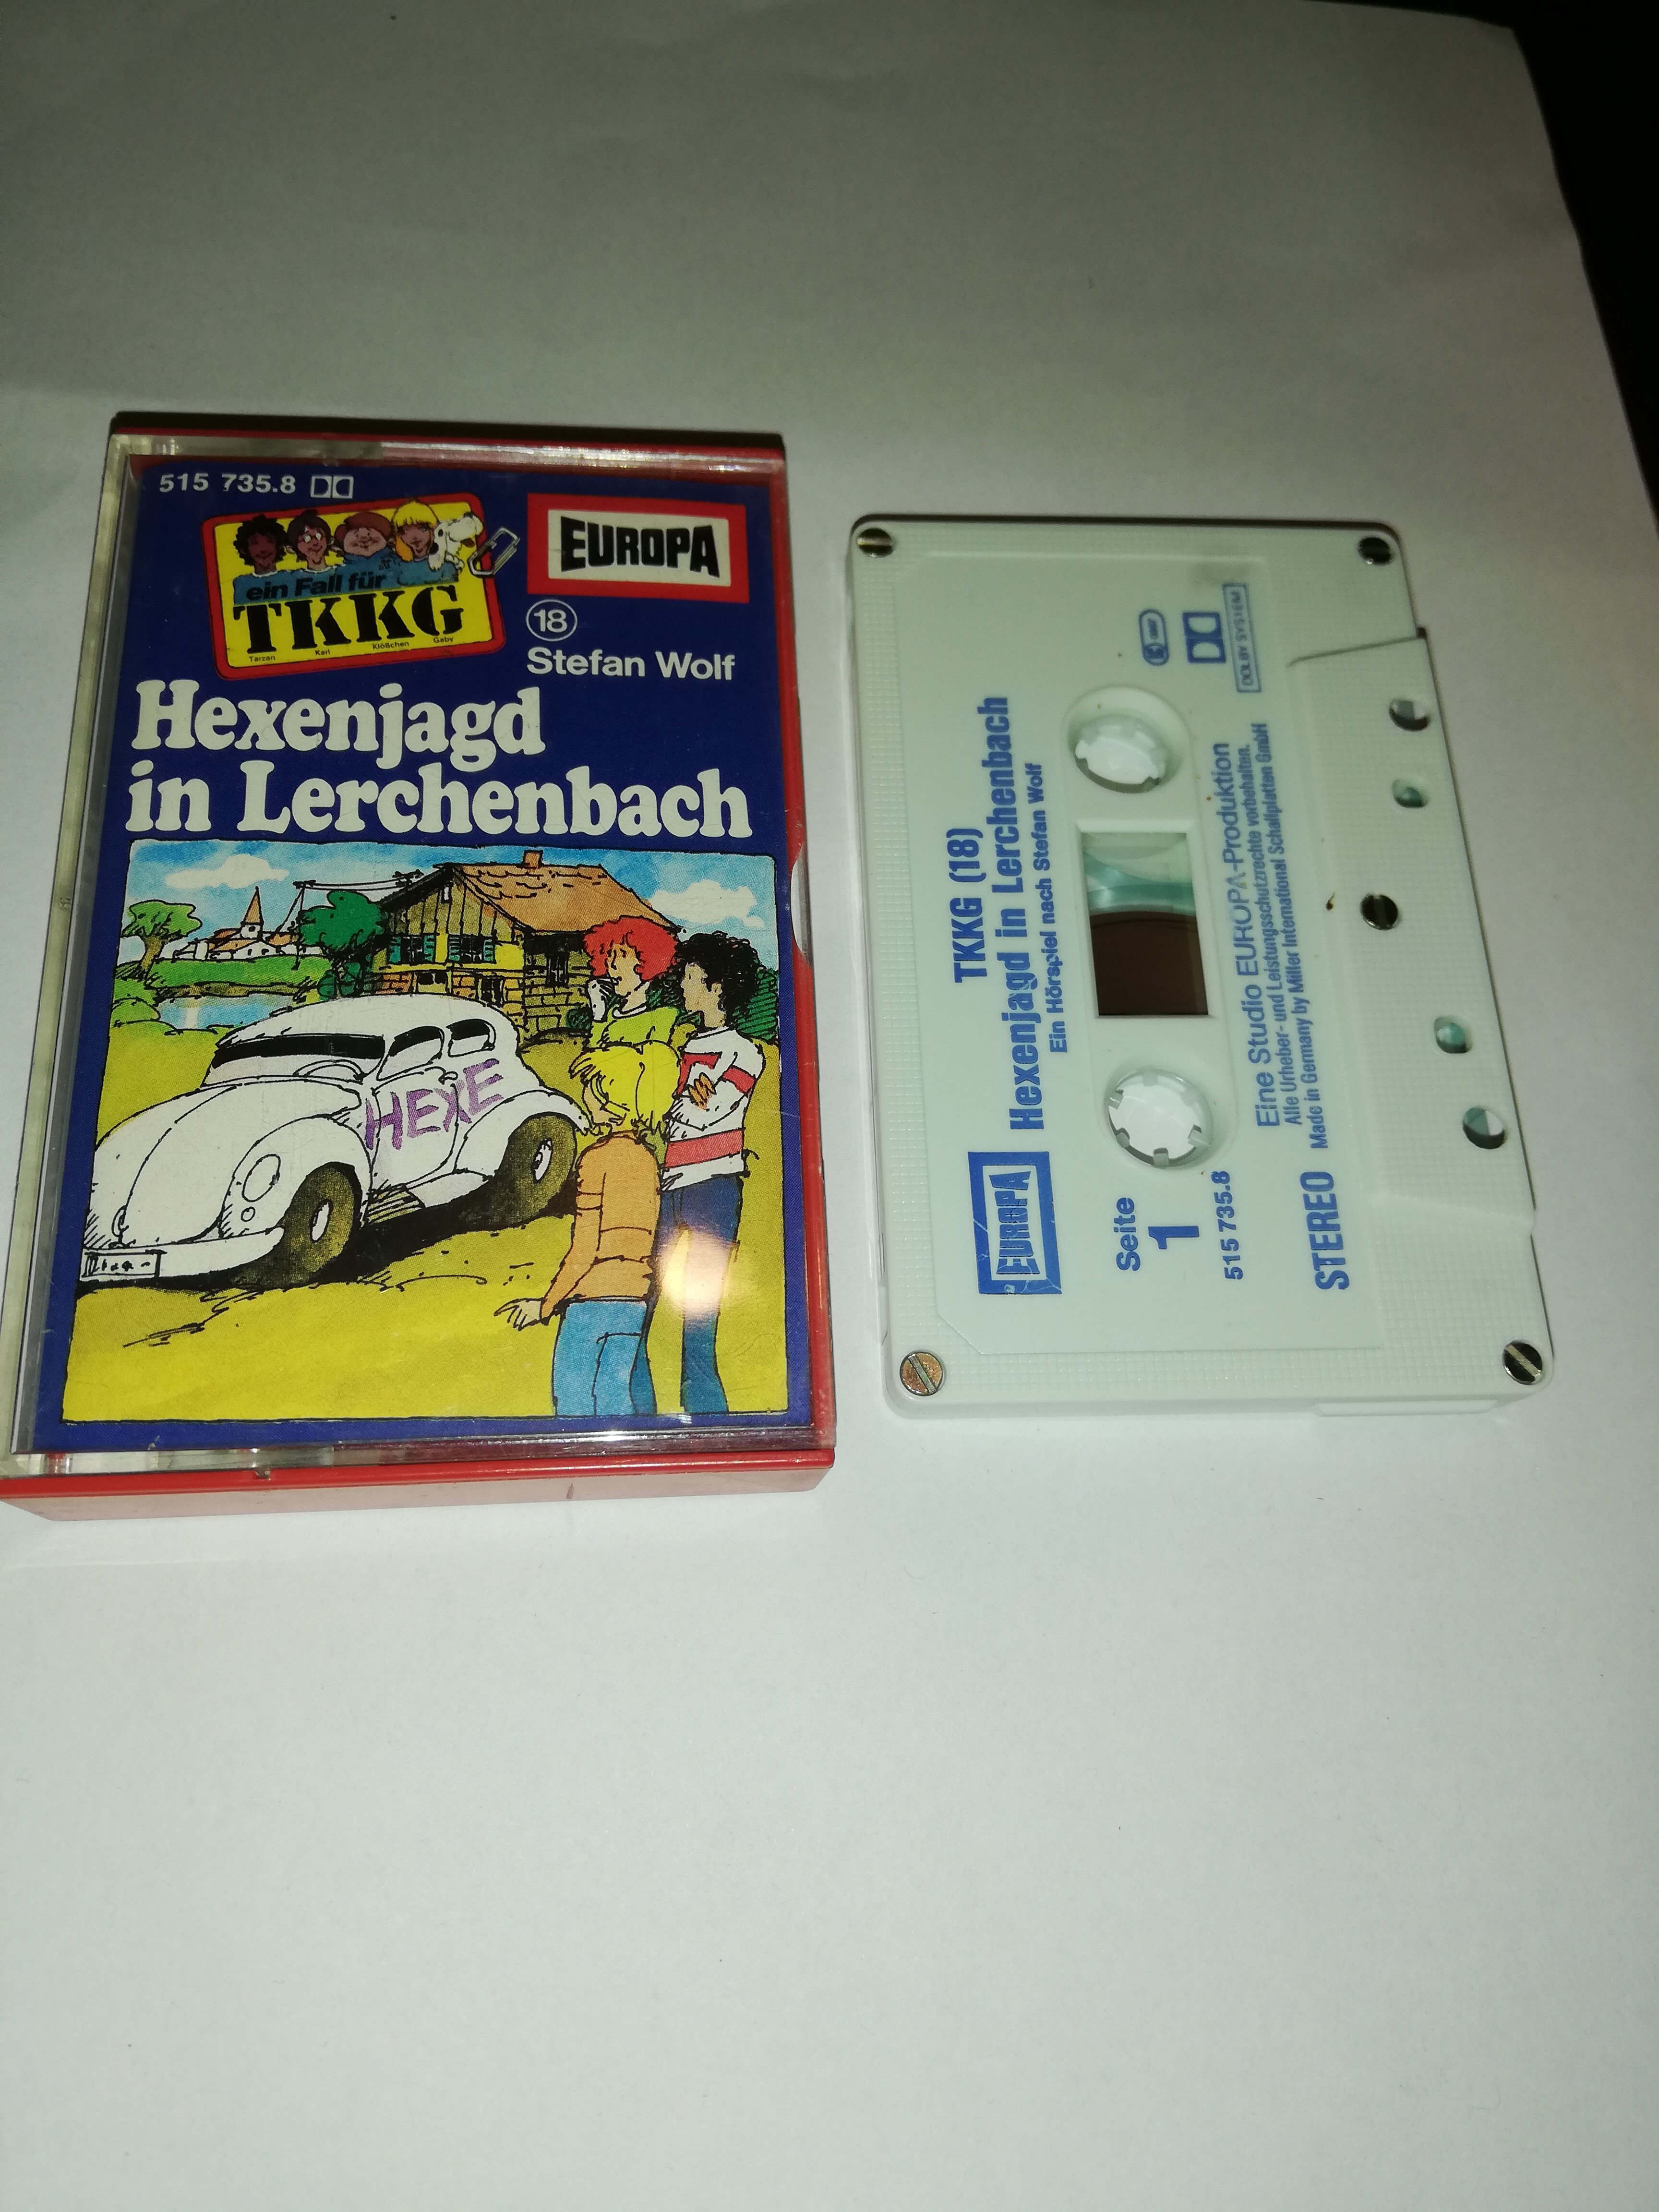 515 735.8
ein Fall für
TKKG
Tarzan Karl Klößchen Gaby
EUROPA
18
Stefan Wolf
Hexenjagd
in Lerchenbach
HEXE
EUROPA
TKKG (18)
Hexenjagd in Lerchenbach
Ein Hörspiel nach Stefan Wolf
Seite
1
515 735.8
STEREO
Eine Studio EUROPA-Produktion
Alle Urheber- und Leistungsschutzrechte vorbehalten.
Made in Germany by Miller International Schallplatten GmbH
DOLBY SYSTEM